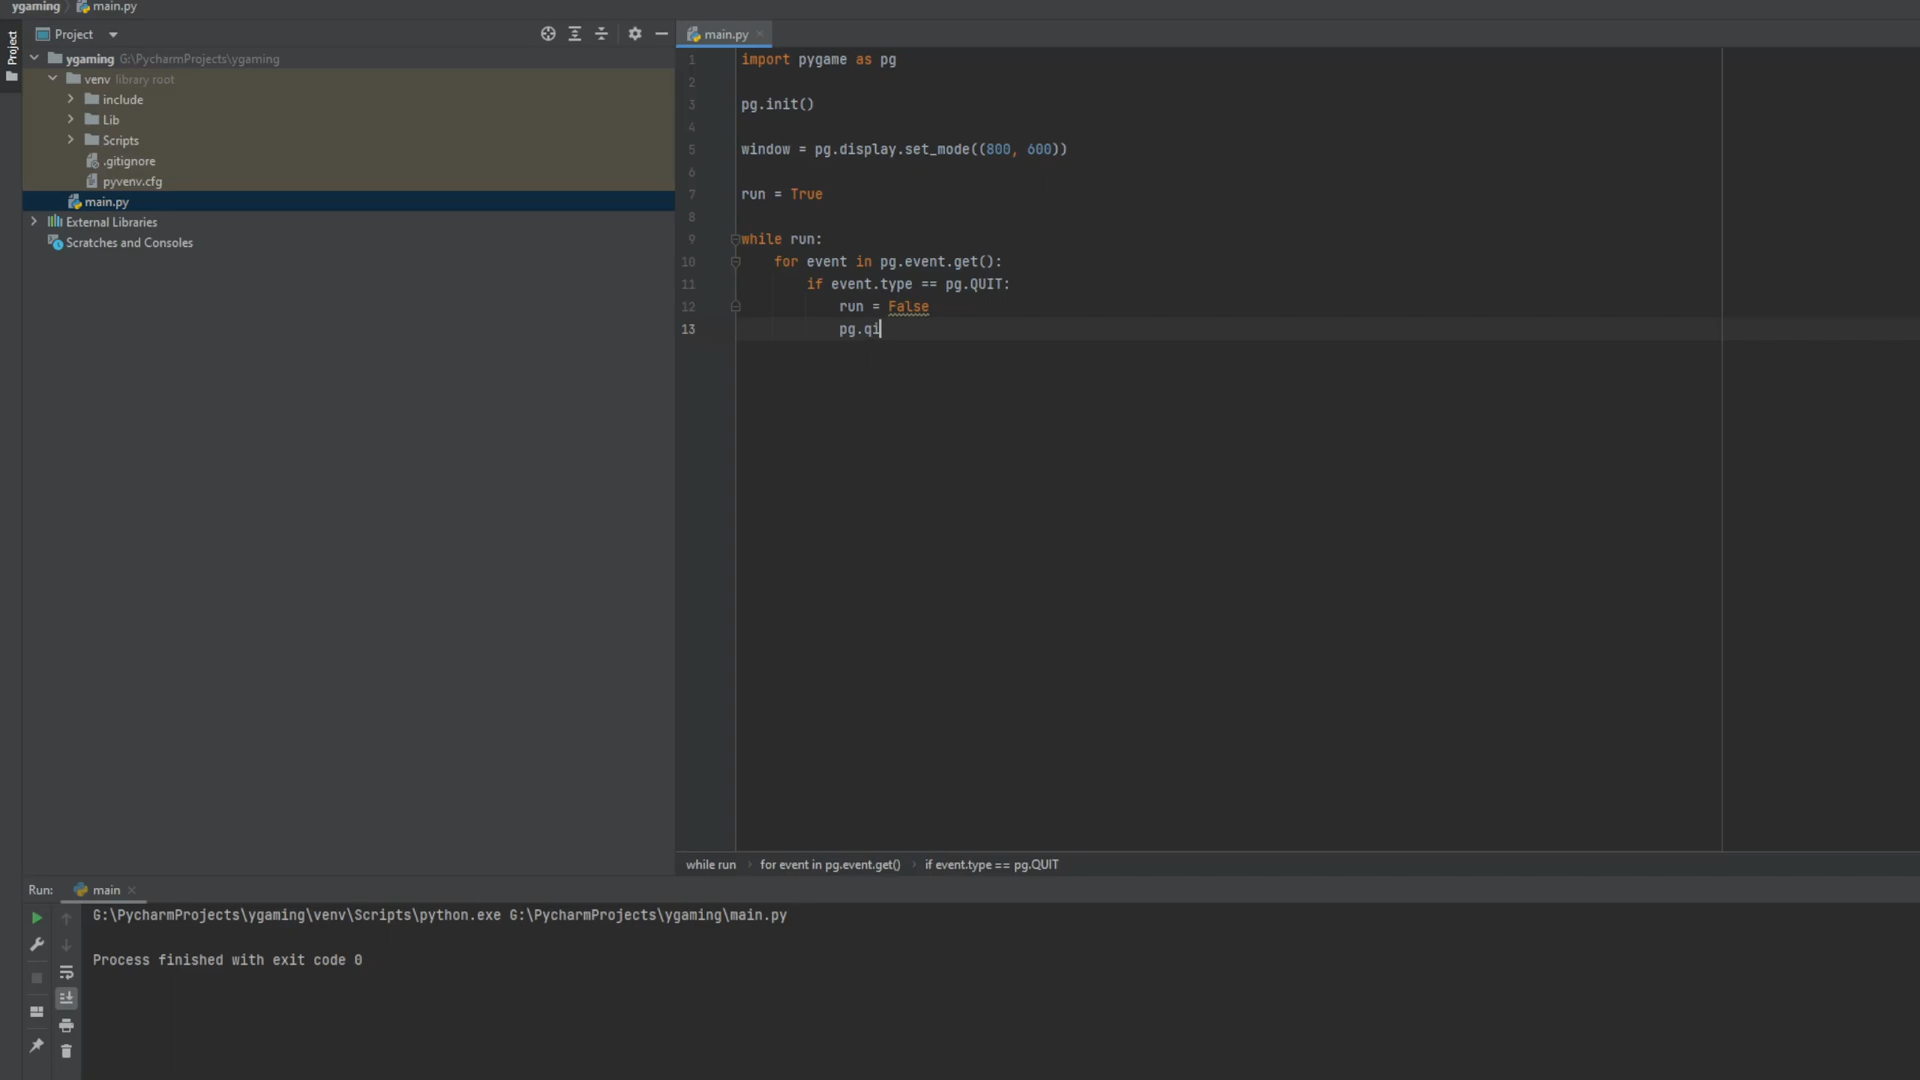 ygaming main.py
Project
Project
main.py
ygaming G:\PycharmProjects\ygaming
venv library root
include
Lib
Scripts
.gitignore
pyvenv.cfg
main.py
External Libraries
Scratches and Consoles
1 import pygame as pg
2
3 pg.init()
4
5 window = pg.display.set_mode((800, 600))
6
7 run = True
8
9 while run:
10 for event in pg.event.get():
11 if event.type == pg.QUIT:
12 run = False
13 pg.qi
while run for event in pg.event.get() if event.type == pg.QUIT
Run: main
G:\PycharmProjects\ygaming\venv\Scripts\python.exe G:\PycharmProjects\ygaming\main.py
Process finished with exit code 0